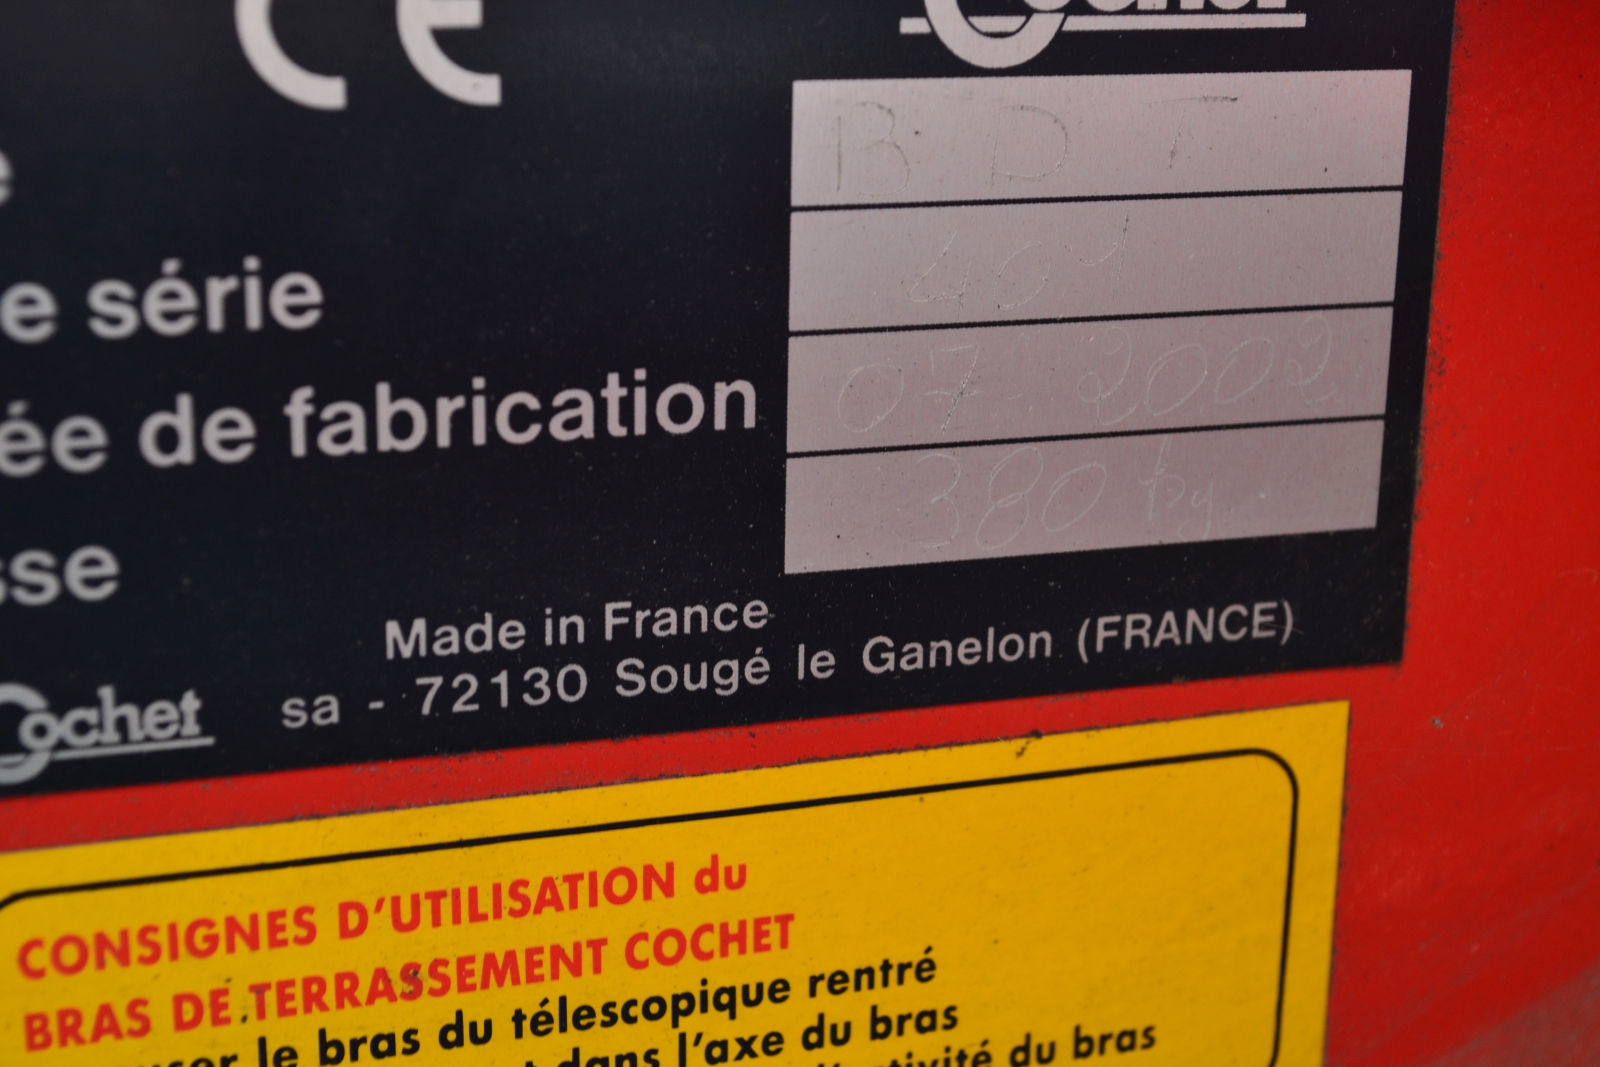 CE
Cochet
BDT
e série 401
ée de fabrication 07 2002
sse 380 kg
Made in France
Cochet sa - 72130 Sougé le Ganelon (FRANCE)
CONSIGNES D'UTILISATION du
BRAS DE TERRASSEMENT COCHET
le bras du télescopique rentré
dans l'axe du bras
du bras